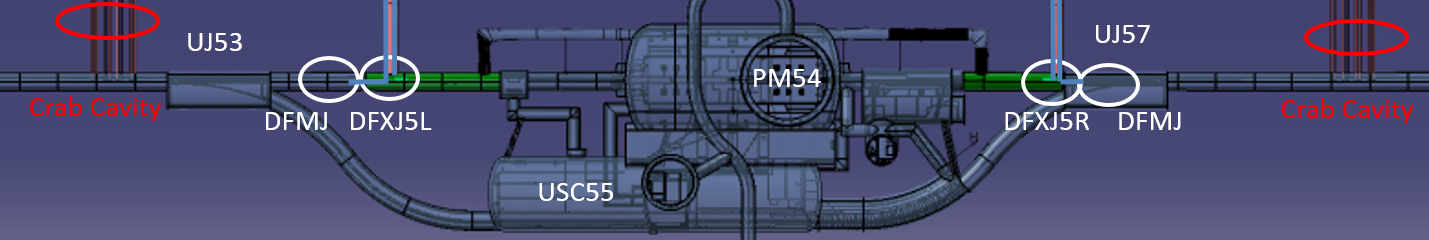 UJ53
UJ57
PM54
Crab Cavity
Crab Cavity
DFMJ
DFXJ5L
DFXJ5R
DFMJ
USC55